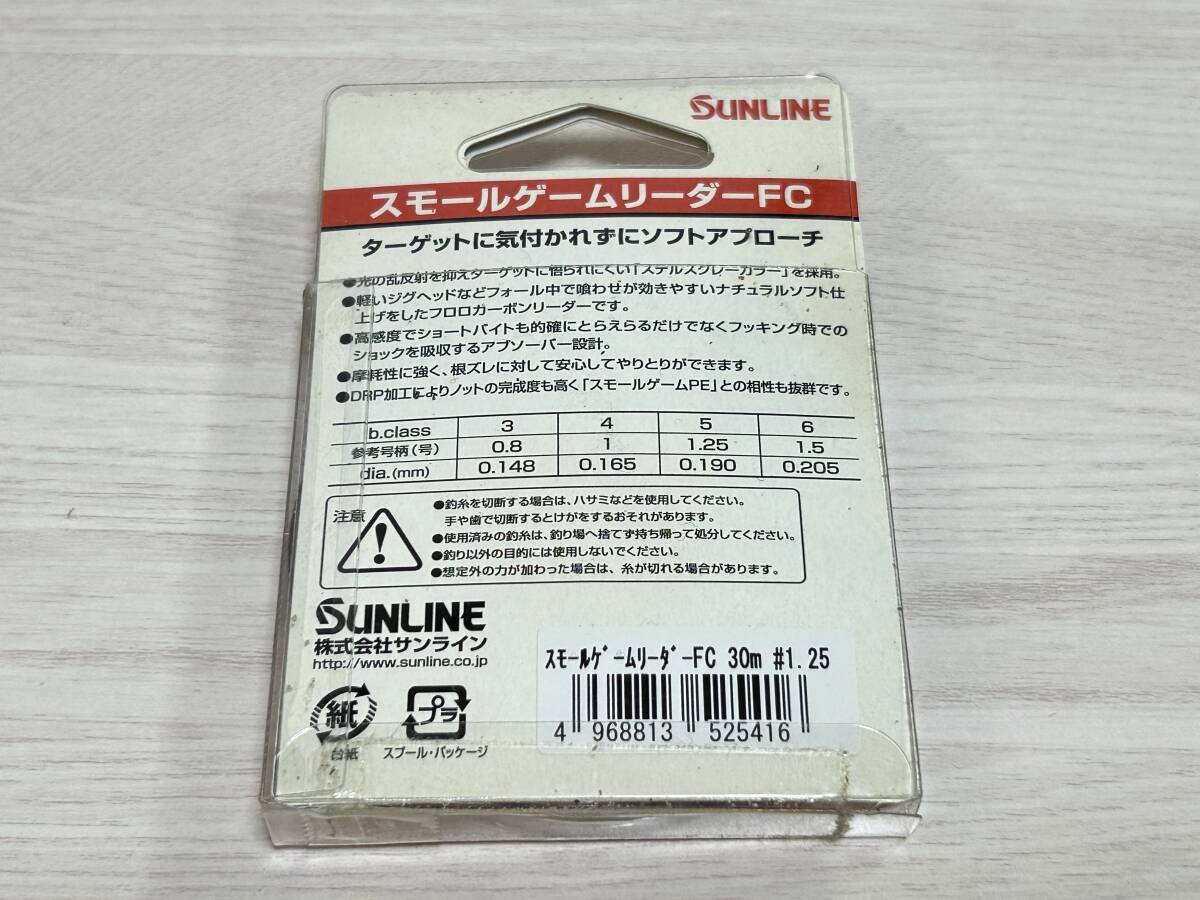 SUNLINE
スモールゲームリーダーFC
ターゲットに気付かれずにソフトアプローチ
●光の乱反射を抑えターゲットに悟られにくい「ステルスグレーカラー」を採用。
●軽いジグヘッドなどフォール中で喰わせが効きやすいナチュラルソフト仕
上げをしたフロロカーボンリーダーです。
●高感度でショートバイトも的確にとらえらるだけでなくフッキング時での
ショックを吸収するアブソーバー設計。
●摩耗性に強く、根ズレに対して安心してやりとりができます。
●DRP加工によりノットの完成度も高く「スモールゲームPE」との相性も抜群です。
b.class 3 4 5 6
参考号柄(号) 0.8 1 1.25 1.5
dia.(mm) 0.148 0.165 0.190 0.205
注意
●釣糸を切断する場合は、ハサミなどを使用してください。
手や歯で切断するとけがをするおそれがあります。
●使用済みの釣糸は、釣り場へ捨てず持ち帰って処分してください。
●釣り以外の目的には使用しないでください。
●想定外の力が加わった場合は、糸が切れる場合があります。
SUNLINE
株式会社サンライン
http://www.sunline.co.jp
紙
台紙
プラ
スプール・パッケージ
ｽﾓｰﾙｹﾞｰﾑﾘｰﾀﾞｰFC 30m #1.25
4 968813 525416